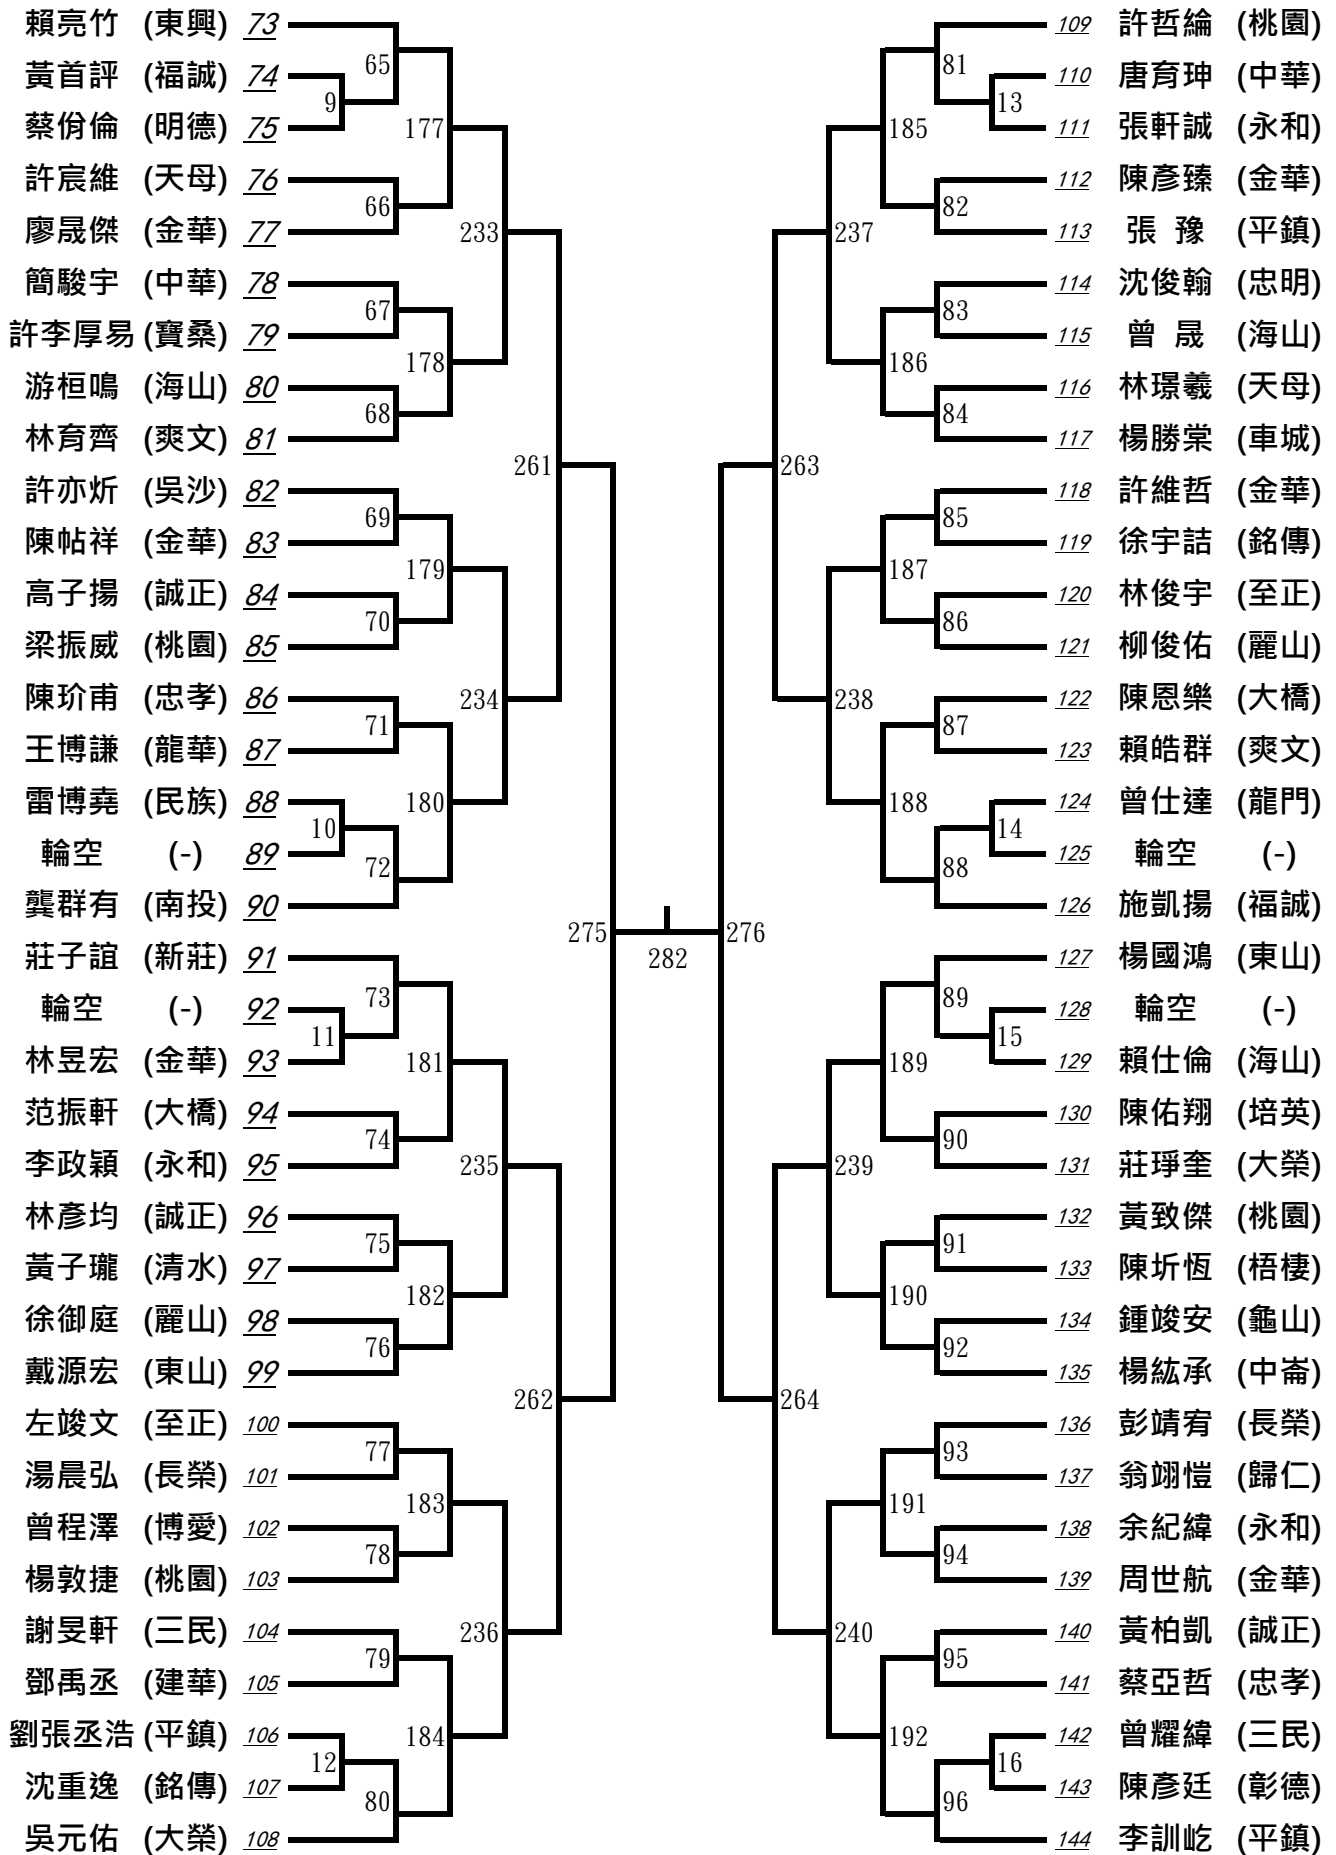 賴亮竹 (東興) 73
黃首評 (福誠) 74
蔡佾倫 (明德) 75
許宸維 (天母) 76
廖晟傑 (金華) 77
簡駿宇 (中華) 78
許李厚易 (寶桑) 79
游桓鳴 (海山) 80
林育齊 (爽文) 81
許亦炘 (吳沙) 82
陳帖祥 (金華) 83
高子揚 (誠正) 84
梁振威 (桃園) 85
陳玠甫 (忠孝) 86
王博謙 (龍華) 87
雷博堯 (民族) 88
輪空 (-) 89
龔群有 (南投) 90
莊子誼 (新莊) 91
輪空 (-) 92
林昱宏 (金華) 93
范振軒 (大橋) 94
李政穎 (永和) 95
林彥均 (誠正) 96
黃子瓏 (清水) 97
徐御庭 (麗山) 98
戴源宏 (東山) 99
左竣文 (至正) 100
湯晨弘 (長榮) 101
曾程澤 (博愛) 102
楊敦捷 (桃園) 103
謝旻軒 (三民) 104
鄧禹丞 (建華) 105
劉張丞浩 (平鎮) 106
沈重逸 (銘傳) 107
吳元佑 (大榮) 108
9
10
11
12
65
66
67
68
69
70
71
72
73
74
75
76
77
78
79
80
177
178
179
180
181
182
183
184
233
234
235
236
261
262
275
282
276
263
264
237
238
239
240
185
186
187
188
189
190
191
192
81
82
83
84
85
86
87
88
89
90
91
92
93
94
95
96
13
14
15
16
109 許哲綸 (桃園)
110 唐育珅 (中華)
111 張軒誠 (永和)
112 陳彥臻 (金華)
113 張 豫 (平鎮)
114 沈俊翰 (忠明)
115 曾 晟 (海山)
116 林璟羲 (天母)
117 楊勝棠 (車城)
118 許維哲 (金華)
119 徐宇詰 (銘傳)
120 林俊宇 (至正)
121 柳俊佑 (麗山)
122 陳恩樂 (大橋)
123 賴皓群 (爽文)
124 曾仕達 (龍門)
125 輪空 (-)
126 施凱揚 (福誠)
127 楊國鴻 (東山)
128 輪空 (-)
129 賴仕倫 (海山)
130 陳佑翔 (培英)
131 莊琤奎 (大榮)
132 黃致傑 (桃園)
133 陳圻恆 (梧棲)
134 鍾竣安 (龜山)
135 楊紘承 (中崙)
136 彭靖宥 (長榮)
137 翁翊愷 (歸仁)
138 余紀緯 (永和)
139 周世航 (金華)
140 黃柏凱 (誠正)
141 蔡亞哲 (忠孝)
142 曾耀緯 (三民)
143 陳彥廷 (彰德)
144 李訓屹 (平鎮)